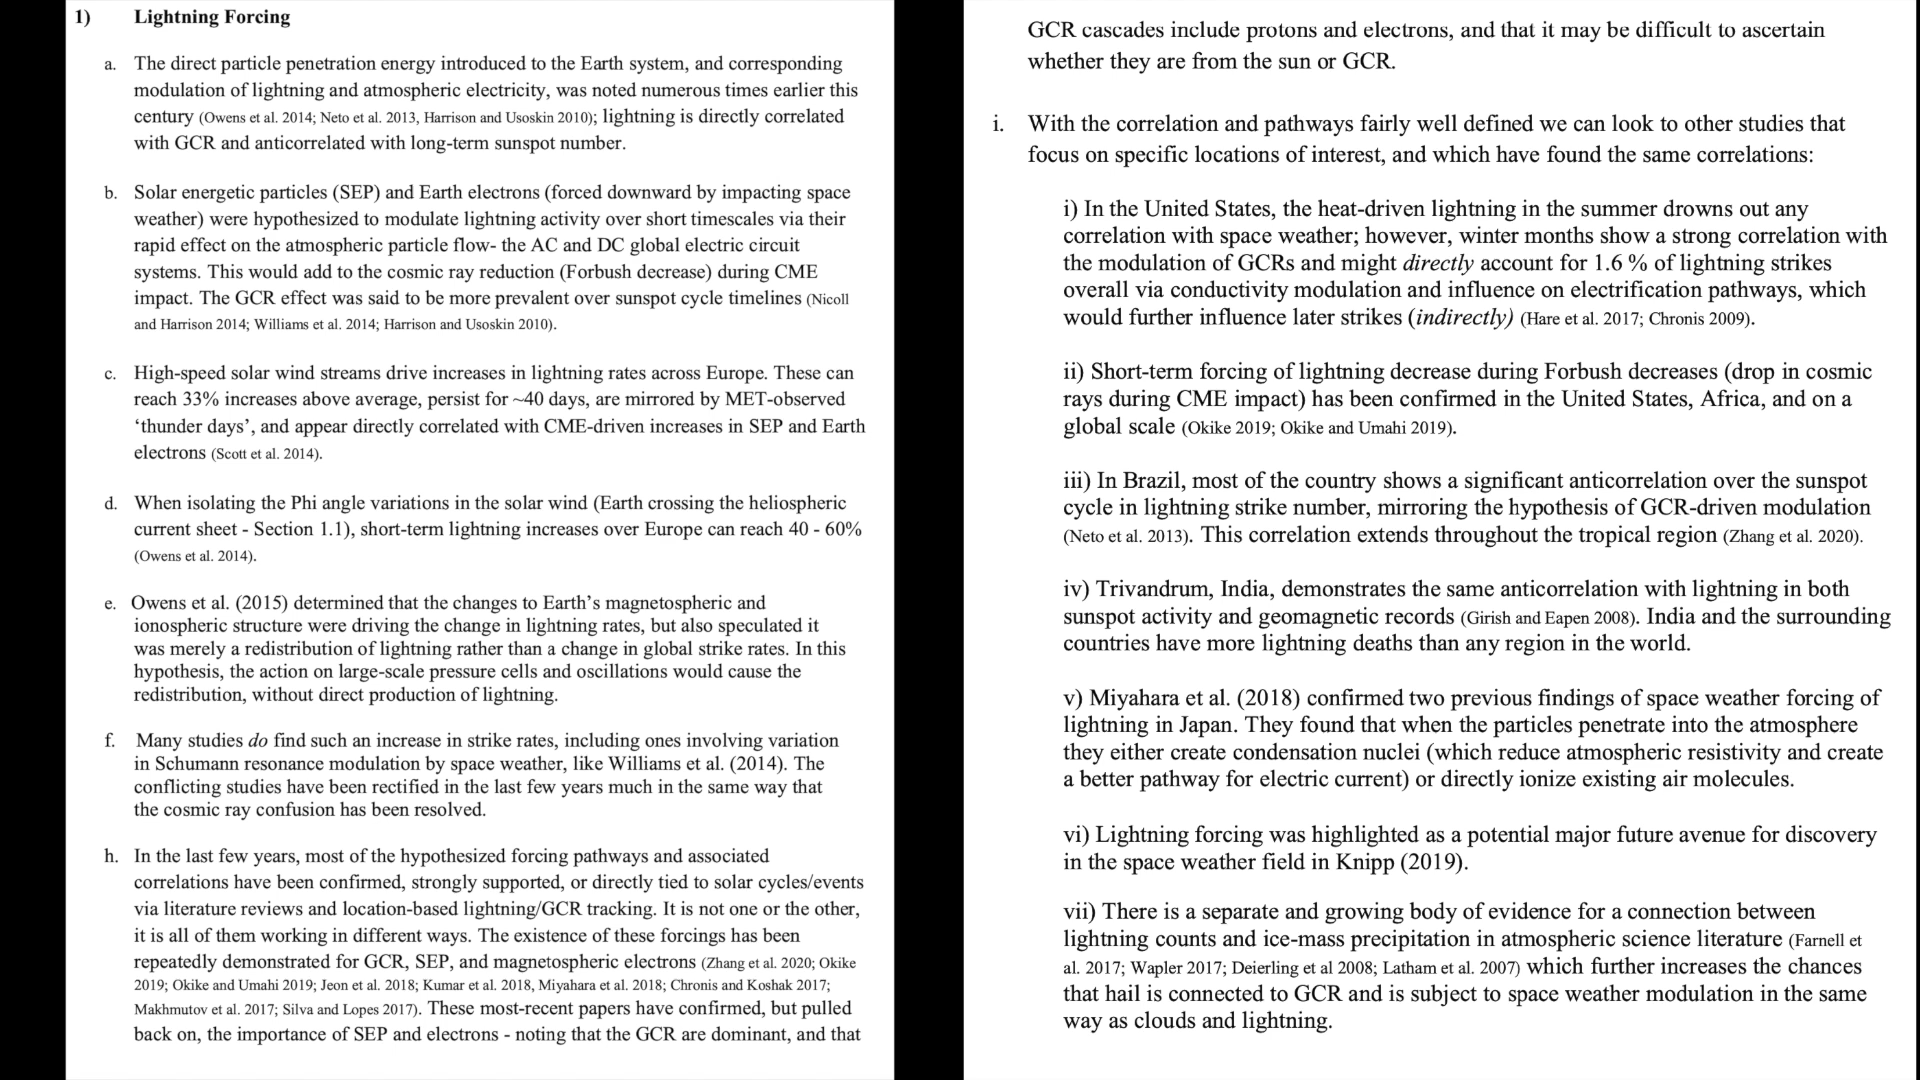 1) Lightning Forcing
a. The direct particle penetration energy introduced to the Earth system, and corresponding
modulation of lightning and atmospheric electricity, was noted numerous times earlier this
century (Owens et al. 2014; Neto et al. 2013, Harrison and Usoskin 2010); lightning is directly correlated
with GCR and anticorrelated with long-term sunspot number.
b. Solar energetic particles (SEP) and Earth electrons (forced downward by impacting space
weather) were hypothesized to modulate lightning activity over short timescales via their
rapid effect on the atmospheric particle flow- the AC and DC global electric circuit
systems. This would add to the cosmic ray reduction (Forbush decrease) during CME
impact. The GCR effect was said to be more prevalent over sunspot cycle timelines (Nicoll
and Harrison 2014; Williams et al. 2014; Harrison and Usoskin 2010).
c. High-speed solar wind streams drive increases in lightning rates across Europe. These can
reach 33% increases above average, persist for ~40 days, are mirrored by MET-observed
‘thunder days’, and appear directly correlated with CME-driven increases in SEP and Earth
electrons (Scott et al. 2014).
d. When isolating the Phi angle variations in the solar wind (Earth crossing the heliospheric
current sheet - Section 1.1), short-term lightning increases over Europe can reach 40 - 60%
(Owens et al. 2014).
e. Owens et al. (2015) determined that the changes to Earth’s magnetospheric and
ionospheric structure were driving the change in lightning rates, but also speculated it
was merely a redistribution of lightning rather than a change in global strike rates. In this
hypothesis, the action on large-scale pressure cells and oscillations would cause the
redistribution, without direct production of lightning.
f. Many studies do find such an increase in strike rates, including ones involving variation
in Schumann resonance modulation by space weather, like Williams et al. (2014). The
conflicting studies have been rectified in the last few years much in the same way that
the cosmic ray confusion has been resolved.
h. In the last few years, most of the hypothesized forcing pathways and associated
correlations have been confirmed, strongly supported, or directly tied to solar cycles/events
via literature reviews and location-based lightning/GCR tracking. It is not one or the other,
it is all of them working in different ways. The existence of these forcings has been
repeatedly demonstrated for GCR, SEP, and magnetospheric electrons (Zhang et al. 2020; Okike
2019; Okike and Umahi 2019; Jeon et al. 2018; Kumar et al. 2018, Miyahara et al. 2018; Chronis and Koshak 2017;
Makhmutov et al. 2017; Silva and Lopes 2017). These most-recent papers have confirmed, but pulled
back on, the importance of SEP and electrons - noting that the GCR are dominant, and that
GCR cascades include protons and electrons, and that it may be difficult to ascertain
whether they are from the sun or GCR.
i. With the correlation and pathways fairly well defined we can look to other studies that
focus on specific locations of interest, and which have found the same correlations:
i) In the United States, the heat-driven lightning in the summer drowns out any
correlation with space weather; however, winter months show a strong correlation with
the modulation of GCRs and might directly account for 1.6 % of lightning strikes
overall via conductivity modulation and influence on electrification pathways, which
would further influence later strikes (indirectly) (Hare et al. 2017; Chronis 2009).
ii) Short-term forcing of lightning decrease during Forbush decreases (drop in cosmic
rays during CME impact) has been confirmed in the United States, Africa, and on a
global scale (Okike 2019; Okike and Umahi 2019).
iii) In Brazil, most of the country shows a significant anticorrelation over the sunspot
cycle in lightning strike number, mirroring the hypothesis of GCR-driven modulation
(Neto et al. 2013). This correlation extends throughout the tropical region (Zhang et al. 2020).
iv) Trivandrum, India, demonstrates the same anticorrelation with lightning in both
sunspot activity and geomagnetic records (Girish and Eapen 2008). India and the surrounding
countries have more lightning deaths than any region in the world.
v) Miyahara et al. (2018) confirmed two previous findings of space weather forcing of
lightning in Japan. They found that when the particles penetrate into the atmosphere
they either create condensation nuclei (which reduce atmospheric resistivity and create
a better pathway for electric current) or directly ionize existing air molecules.
vi) Lightning forcing was highlighted as a potential major future avenue for discovery
in the space weather field in Knipp (2019).
vii) There is a separate and growing body of evidence for a connection between
lightning counts and ice-mass precipitation in atmospheric science literature (Farnell et
al. 2017; Wapler 2017; Deierling et al 2008; Latham et al. 2007) which further increases the chances
that hail is connected to GCR and is subject to space weather modulation in the same
way as clouds and lightning.